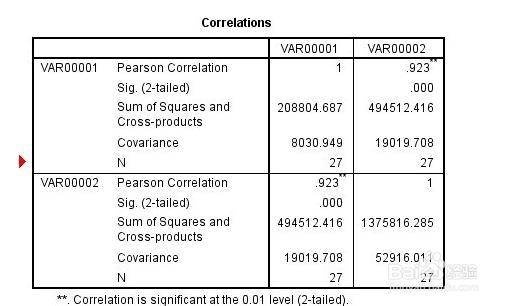 Correlations
VAR00001 VAR00002
VAR00001 Pearson Correlation 1 .923**
Sig. (2-tailed) .000
Sum of Squares and Cross-products 208804.687 494512.416
Covariance 8030.949 19019.708
N 27 27
VAR00002 Pearson Correlation .923** 1
Sig. (2-tailed) .000
Sum of Squares and Cross-products 494512.416 1375816.285
Covariance 19019.708 52916.011
N 27 27
**. Correlation is significant at the 0.01 level (2-tailed).